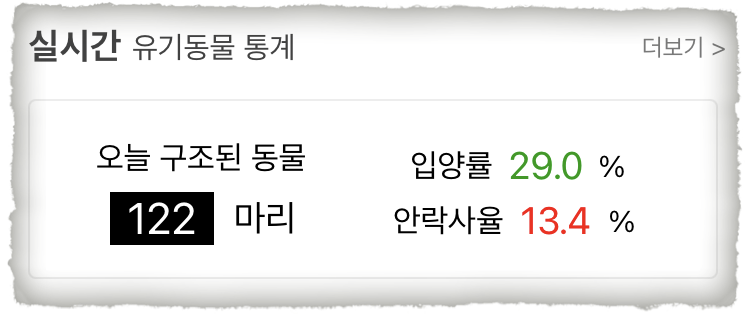 실시간 유기동물 통계 더보기 >
오늘 구조된 동물
122 마리
입양률 29.0 %
안락사율 13.4 %